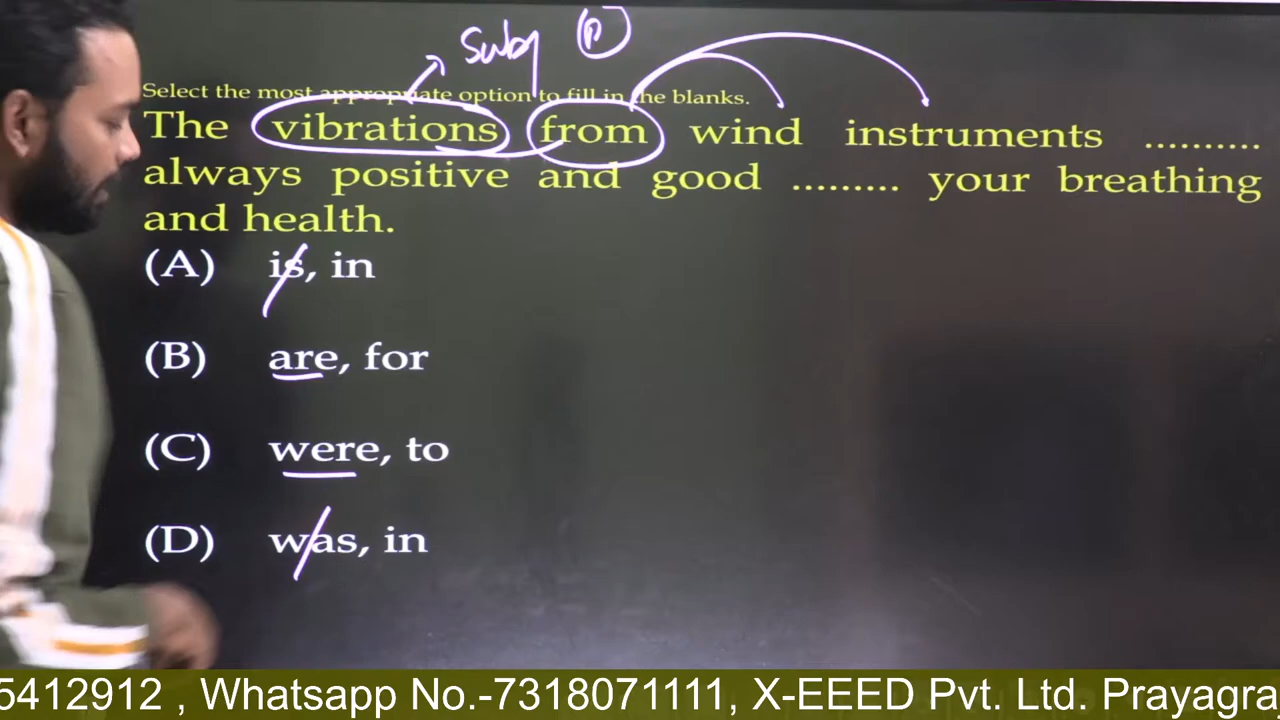 Subj (P)
Select the most appropriate option to fill in the blanks.
The vibrations from wind instruments ..........
always positive and good ......... your breathing
and health.
(A) is, in
(B) are, for
(C) were, to
(D) was, in
5412912 , Whatsapp No.-7318071111, X-EEED Pvt. Ltd. Prayagra